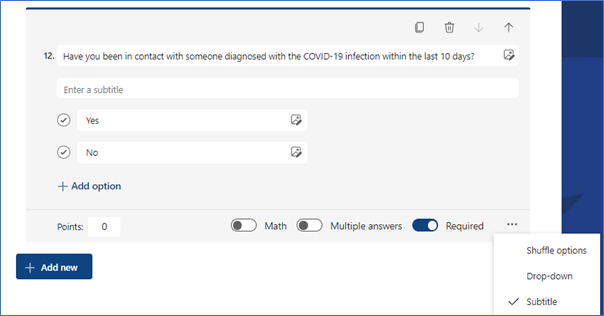 12. Have you been in contact with someone diagnosed with the COVID-19 infection within the last 10 days?
Enter a subtitle
Yes
No
+ Add option
Points: 0 Math Multiple answers Required ...
+ Add new
Shuffle options
Drop-down
Subtitle